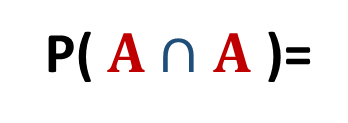 P( A ∩ A )=